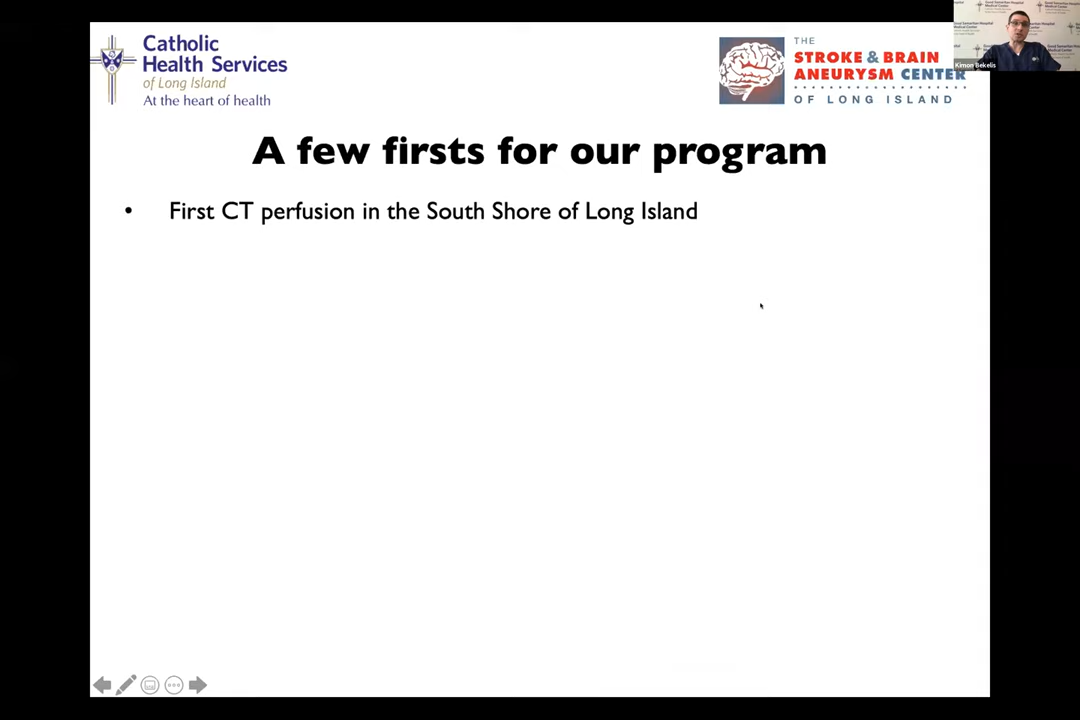 Catholic
Health Services
of Long Island
At the heart of health
THE
STROKE & BRAIN
ANEURYSM CENTER
OF LONG ISLAND
Kimon Bekelis
A few firsts for our program
• First CT perfusion in the South Shore of Long Island